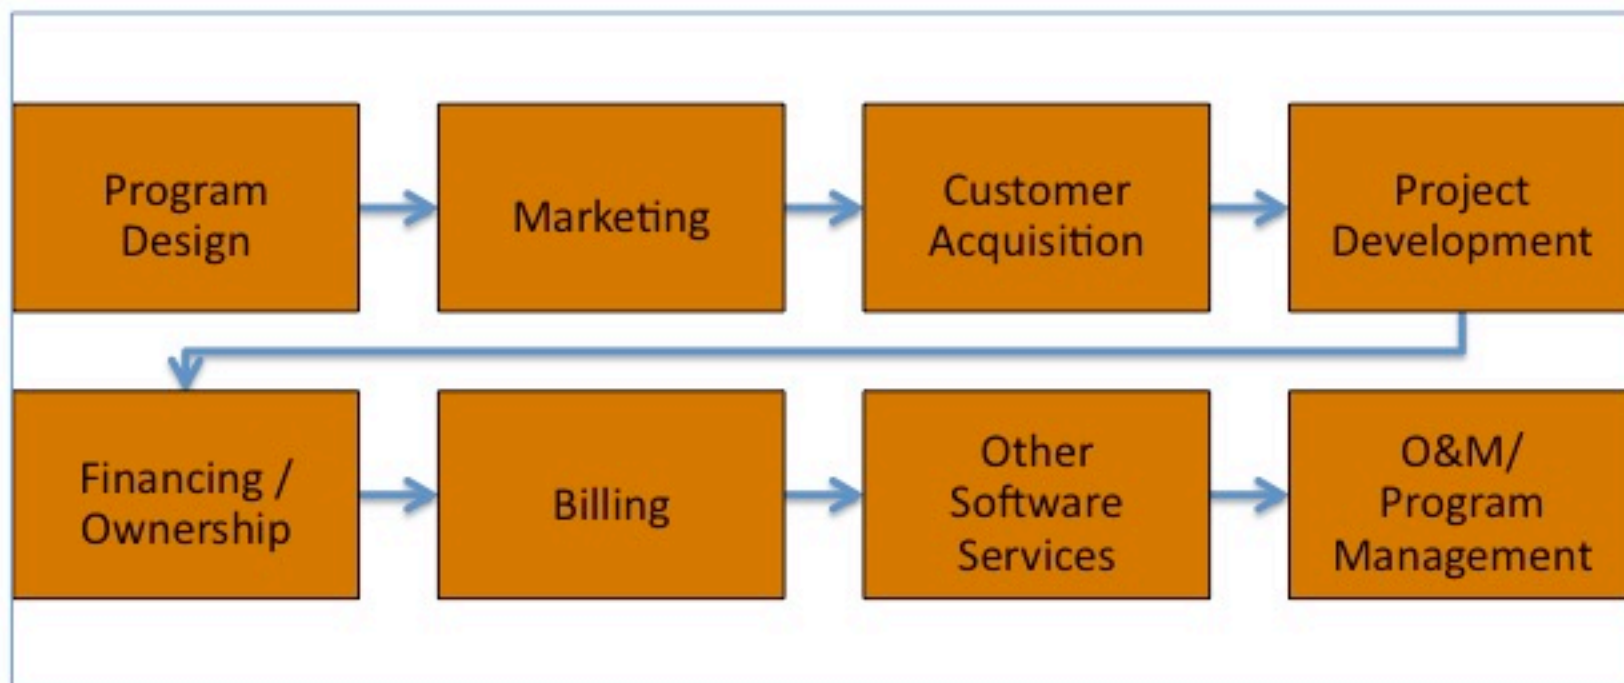 Program
Design
Marketing
Customer
Acquisition
Project
Development
Financing /
Ownership
Billing
Other
Software
Services
O&M/
Program
Management